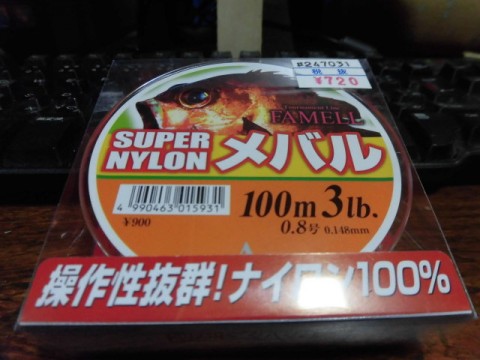 #247031
税抜
¥720
FAMELL
SUPER
NYLON
メバル
4 990463 015931
¥900
100m 3lb.
0.8号 0.148mm
操作性抜群!ナイロン100%